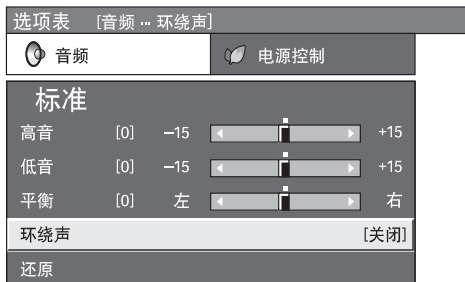 选项表 [音频 ··· 环绕声]
音频 电源控制
标准
高音 [0] −15 +15
低音 [0] −15 +15
平衡 [0] 左 右
环绕声 [关闭]
还原